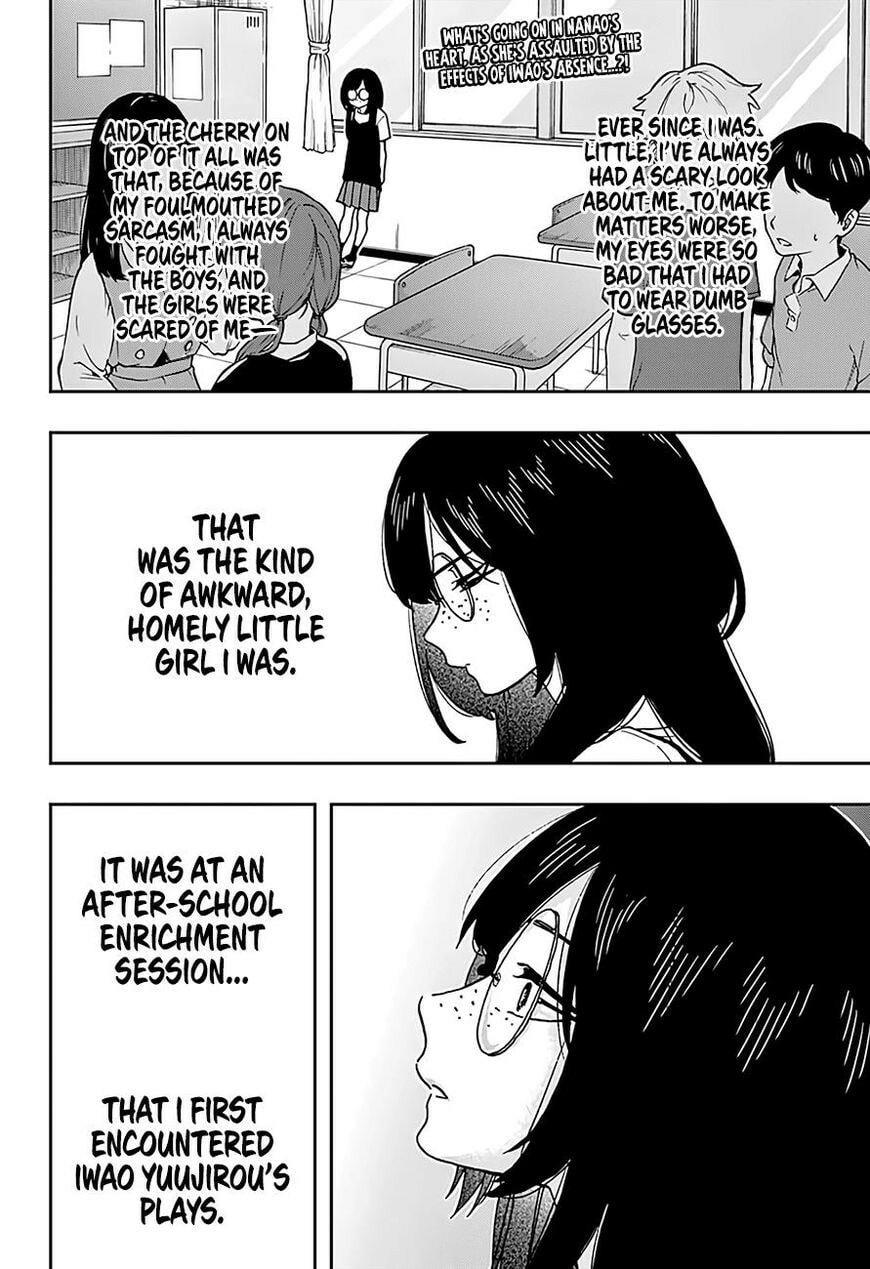 WHAT'S GOING ON IN NANAO'S
HEART, AS SHE'S ASSAULTED BY THE
EFFECTS OF IWAO'S ABSENCE...?!
EVER SINCE I WAS
LITTLE, I'VE ALWAYS
HAD A SCARY LOOK
ABOUT ME. TO MAKE
MATTERS WORSE,
MY EYES WERE SO
BAD THAT I HAD
TO WEAR DUMB
GLASSES.
AND THE CHERRY ON
TOP OF IT ALL WAS
THAT, BECAUSE OF
MY FOULMOUTHED
SARCASM, I ALWAYS
FOUGHT WITH
THE BOYS, AND
THE GIRLS WERE
SCARED OF ME—
THAT
WAS THE KIND
OF AWKWARD,
HOMELY LITTLE
GIRL I WAS.
IT WAS AT AN
AFTER-SCHOOL
ENRICHMENT
SESSION...
THAT I FIRST
ENCOUNTERED
IWAO YUUJIROU'S
PLAYS.